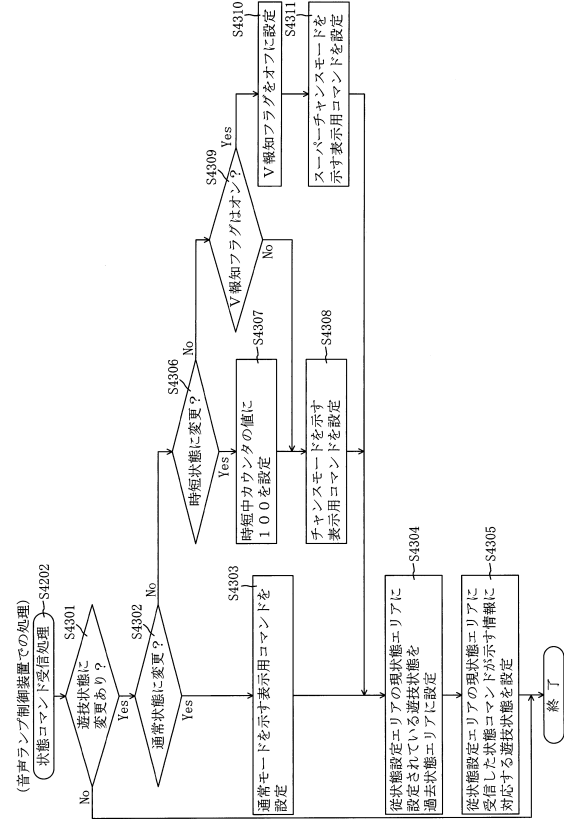 (音声ランプ制御装置での処理)
状態コマンド受信処理
S4202
遊技状態に
変更あり?
S4301
No
Yes
通常状態に変更?
S4302
No
Yes
通常モードを示す表示用コマンドを
設定
S4303
時短状態に変更?
S4306
No
Yes
時短中カウンタの値に
100を設定
S4307
チャンスモードを示す
表示用コマンドを設定
S4308
V報知フラグはオン?
S4309
Yes
No
V報知フラグをオフに設定
S4310
スーパーチャンスモードを
示す表示用コマンドを設定
S4311
従状態設定エリアの現状態エリアに
設定されている遊技状態を
過去状態エリアに設定
S4304
従状態設定エリアの現状態エリアに
受信した状態コマンドが示す情報に
対応する遊技状態を設定
S4305
終了